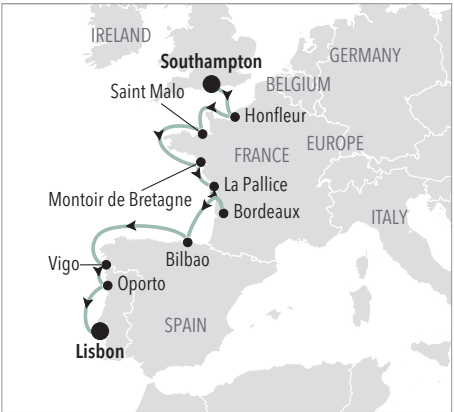 IRELAND
Southampton
GERMANY
Saint Malo
BELGIUM
Honfleur
EUROPE
FRANCE
La Pallice
Montoir de Bretagne
Bordeaux
ITALY
Bilbao
Vigo
Oporto
SPAIN
Lisbon